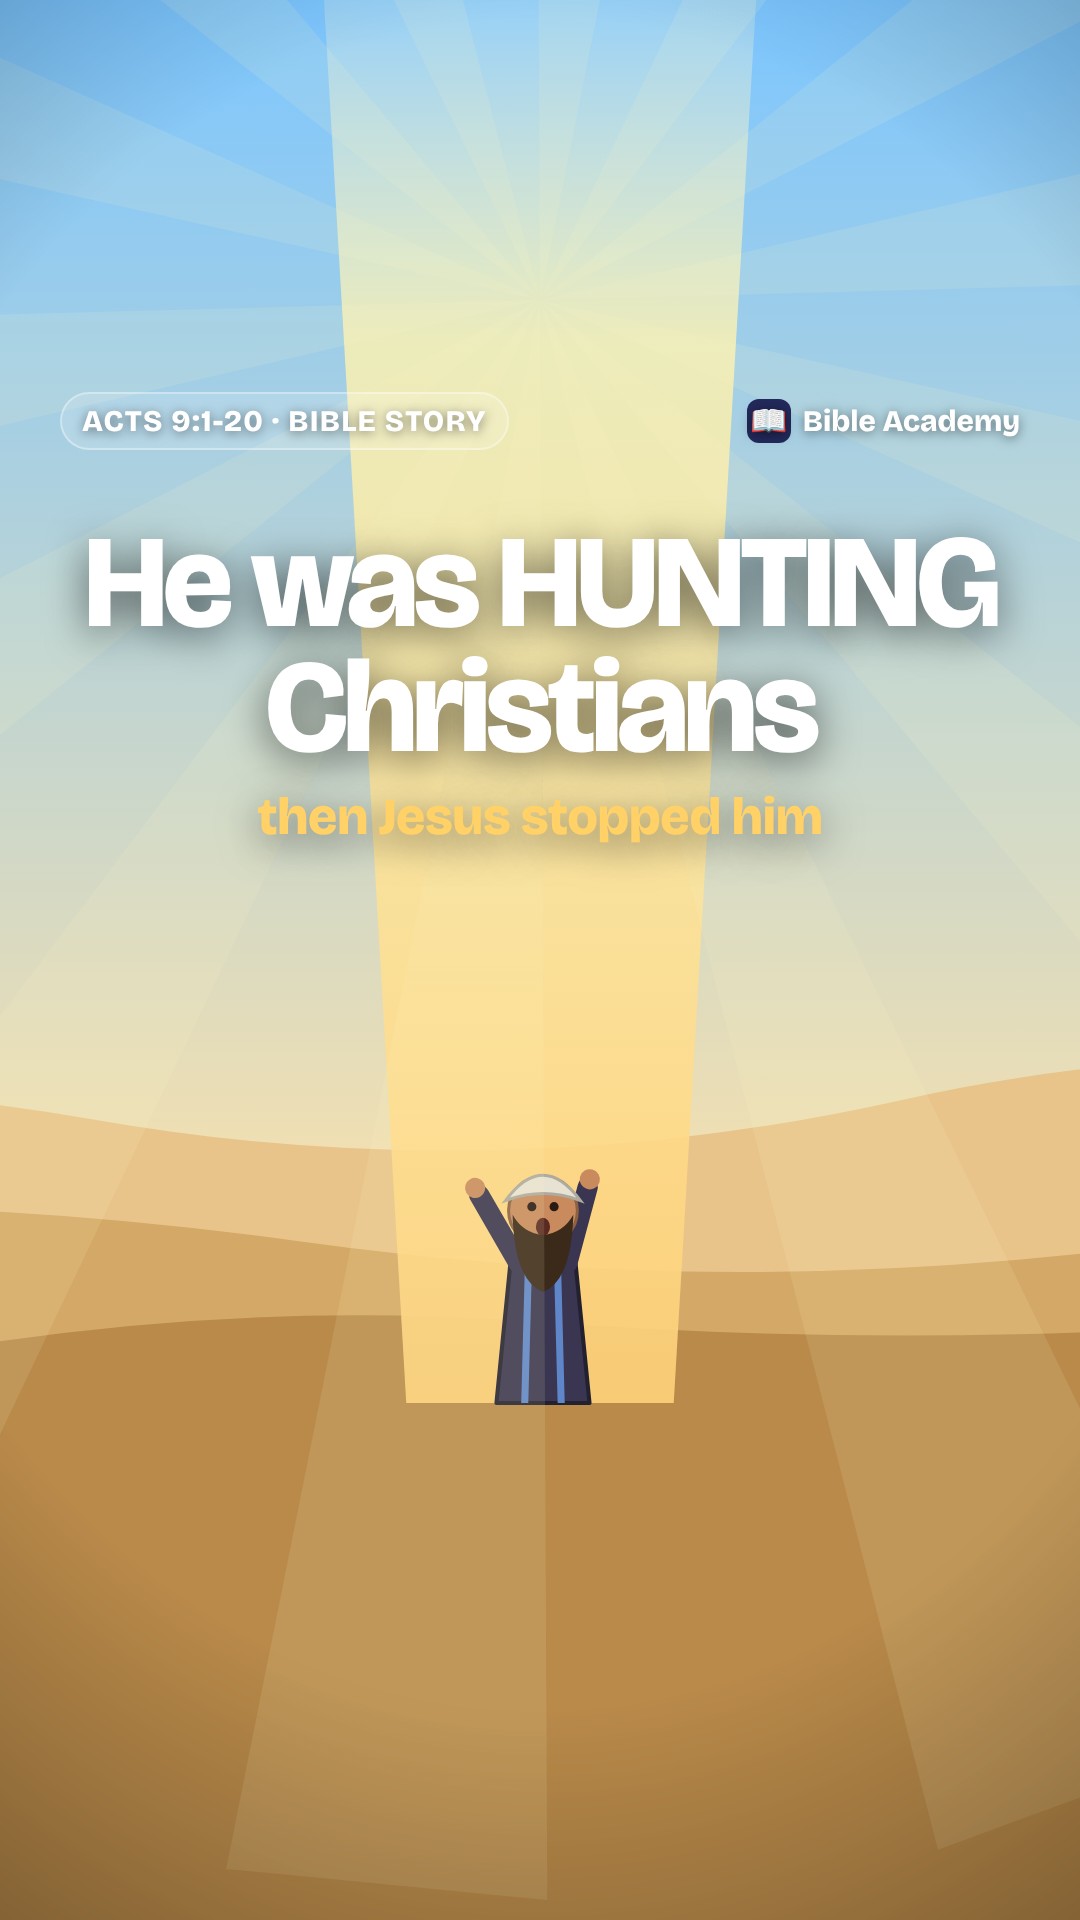 ACTS 9:1-20 · BIBLE STORY
Bible Academy
He was HUNTING
Christians
then Jesus stopped him